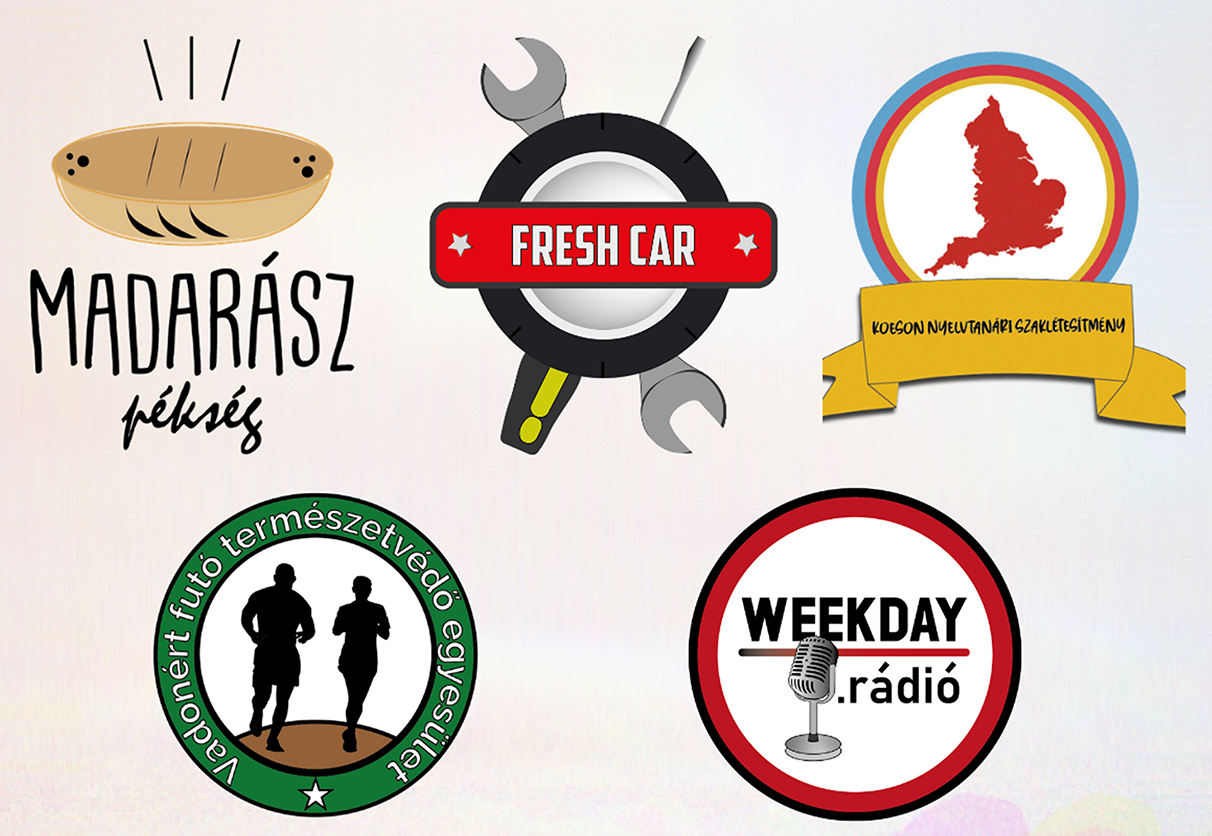 MADARÁSZ
pékség
FRESH CAR
KOESON NYELVTANÁRI SZAKLÉTESÍTMÉNY
Vadonért futó természetvédő egyesület
WEEKDAY
.rádió